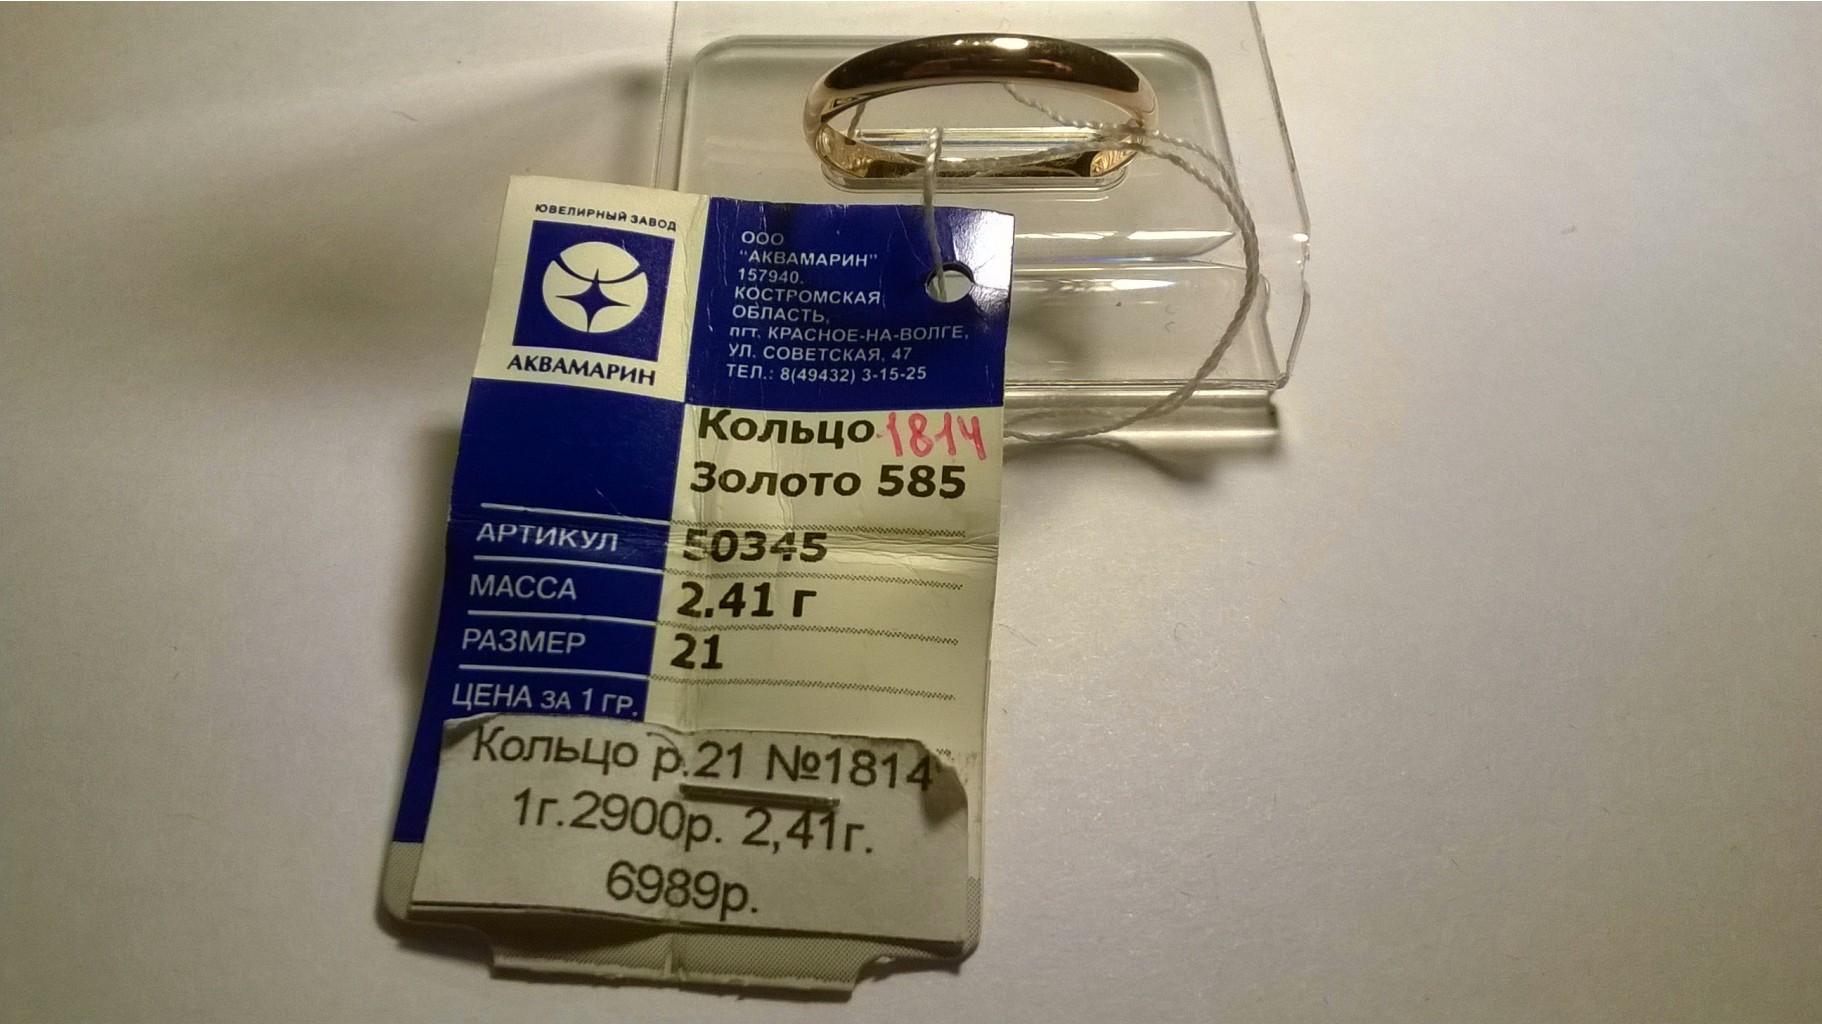 ЮВЕЛИРНЫЙ ЗАВОД
АКВАМАРИН
ООО
"АКВАМАРИН"
157940.
КОСТРОМСКАЯ
ОБЛАСТЬ,
пгт. КРАСНОЕ-НА-ВОЛГЕ,
УЛ. СОВЕТСКАЯ, 47
ТЕЛ.: 8(49432) 3-15-25
Кольцо 1814
Золото 585
АРТИКУЛ 50345
МАССА 2.41 г
РАЗМЕР 21
ЦЕНА ЗА 1 ГР.
Кольцо р.21 №1814
1г.2900р. 2,41г.
6989р.